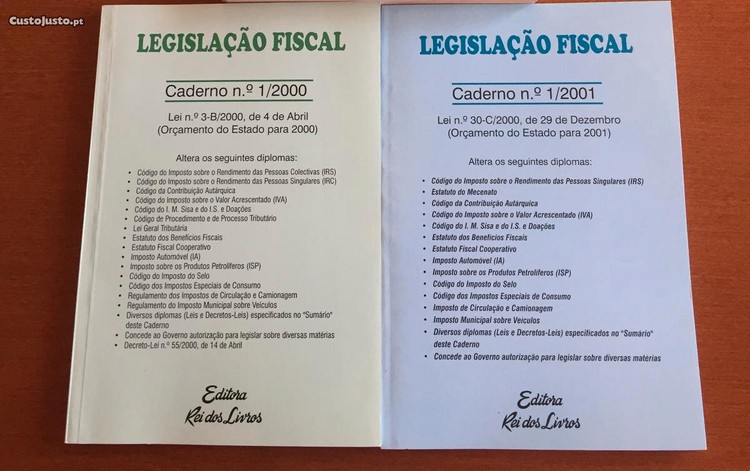 CustoJusto.pt
LEGISLAÇÃO FISCAL
Caderno n.º 1/2000
Lei n.º 3-B/2000, de 4 de Abril
(Orçamento do Estado para 2000)
Altera os seguintes diplomas:
• Código do Imposto sobre o Rendimento das Pessoas Colectivas (IRS)
• Código do Imposto sobre o Rendimento das Pessoas Singulares (IRC)
• Código da Contribuição Autárquica
• Código do Imposto sobre o Valor Acrescentado (IVA)
• Código do I. M. Sisa e do I.S. e Doações
• Código de Procedimento e de Processo Tributário
• Lei Geral Tributária
• Estatuto dos Benefícios Fiscais
• Estatuto Fiscal Cooperativo
• Imposto Automóvel (IA)
• Imposto sobre os Produtos Petrolíferos (ISP)
• Código do Imposto do Selo
• Código dos Impostos Especiais de Consumo
• Regulamento dos Impostos de Circulação e Camionagem
• Regulamento do Imposto Municipal sobre Veículos
• Diversos diplomas (Leis e Decretos-Leis) especificados no "Sumário"
deste Caderno
• Concede ao Governo autorização para legislar sobre diversas matérias
• Decreto-Lei n.º 55/2000, de 14 de Abril
Editora
Rei dos Livros
LEGISLAÇÃO FISCAL
Caderno n.º 1/2001
Lei n.º 30-C/2000, de 29 de Dezembro
(Orçamento do Estado para 2001)
Altera os seguintes diplomas:
• Código do Imposto sobre o Rendimento das Pessoas Singulares (IRS)
• Estatuto do Mecenato
• Código da Contribuição Autárquica
• Código do Imposto sobre o Valor Acrescentado (IVA)
• Código do I. M. Sisa e do I.S. e Doações
• Estatuto dos Benefícios Fiscais
• Estatuto Fiscal Cooperativo
• Imposto Automóvel (IA)
• Imposto sobre os Produtos Petrolíferos (ISP)
• Código do Imposto do Selo
• Código dos Impostos Especiais de Consumo
• Imposto de Circulação e Camionagem
• Imposto Municipal sobre Veículos
• Diversos diplomas (Leis e Decretos-Leis) especificados no "Sumário"
deste Caderno
• Concede ao Governo autorização para legislar sobre diversas matérias
Editora
Rei dos Livros